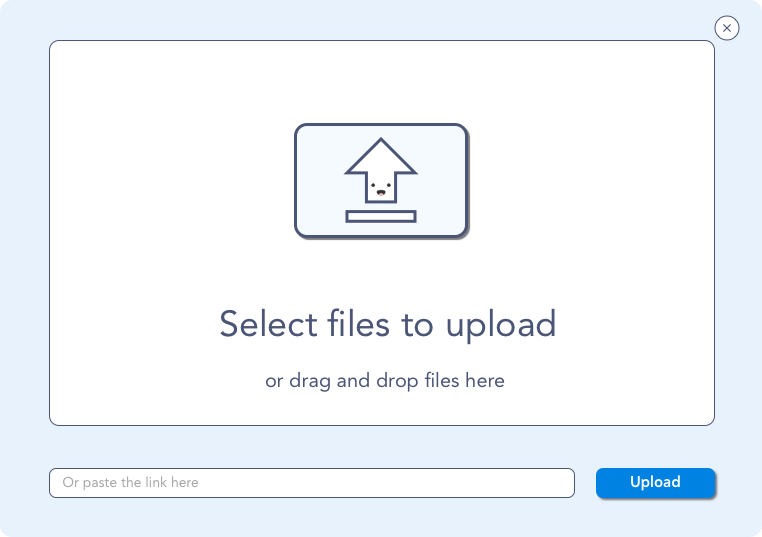 Select files to upload
or drag and drop files here
Or paste the link here
Upload